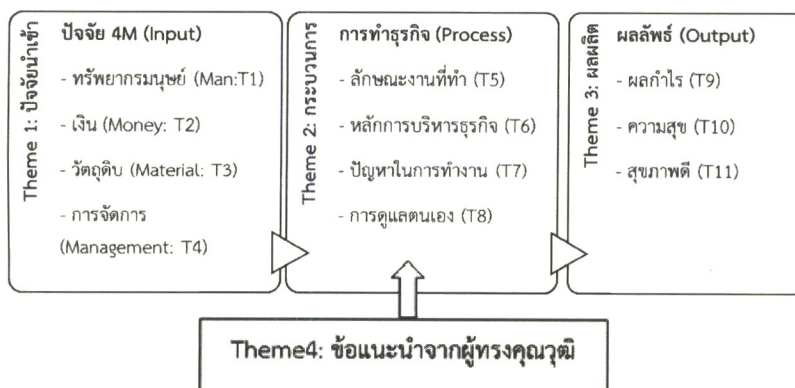 Theme 1: ปัจจัยนำเข้า
ปัจจัย 4M (Input)
- ทรัพยากรมนุษย์ (Man:T1)
- เงิน (Money: T2)
- วัตถุดิบ (Material: T3)
- การจัดการ
(Management: T4)
Theme 2: กระบวนการ
การทำธุรกิจ (Process)
- ลักษณะงานที่ทำ (T5)
- หลักการบริหารธุรกิจ (T6)
- ปัญหาในการทำงาน (T7)
- การดูแลตนเอง (T8)
Theme 3: ผลผลิต
ผลลัพธ์ (Output)
- ผลกำไร (T9)
- ความสุข (T10)
- สุขภาพดี (T11)
Theme4: ข้อแนะนำจากผู้ทรงคุณวุฒิ